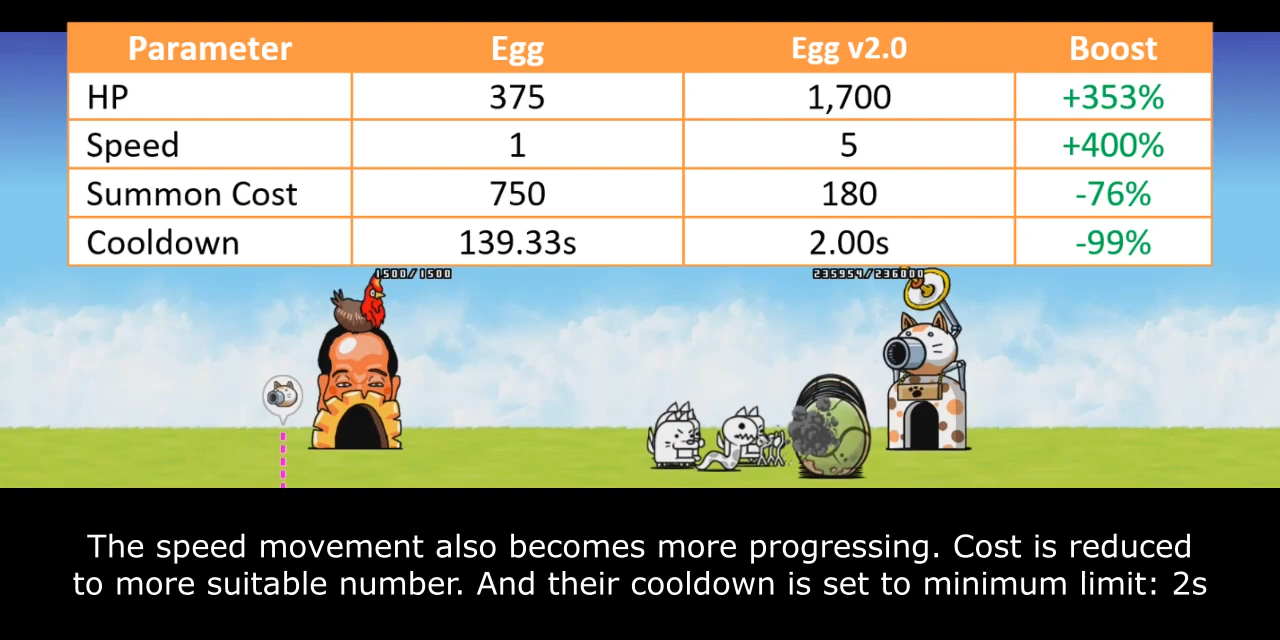 Parameter Egg Egg v2.0 Boost
HP 375 1,700 +353%
Speed 1 5 +400%
Summon Cost 750 180 -76%
Cooldown 139.33s 2.00s -99%
1500/1500 235954/236000
The speed movement also becomes more progressing. Cost is reduced
to more suitable number. And their cooldown is set to minimum limit: 2s